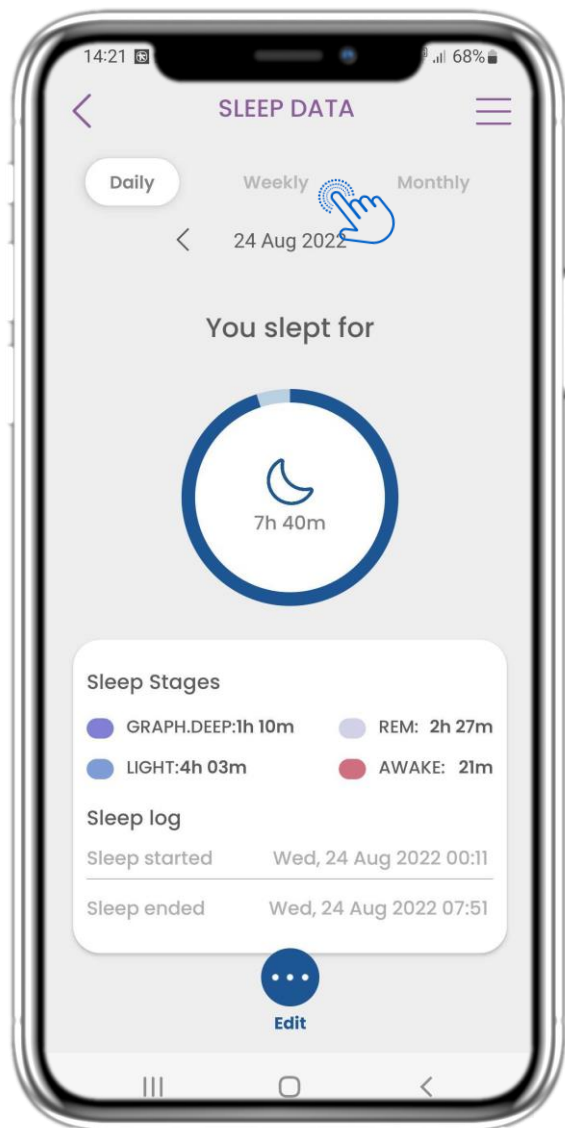 14:21 68%
SLEEP DATA
Daily Weekly Monthly
24 Aug 2022
You slept for
7h 40m
Sleep Stages
GRAPH.DEEP:1h 10m REM: 2h 27m
LIGHT:4h 03m AWAKE: 21m
Sleep log
Sleep started Wed, 24 Aug 2022 00:11
Sleep ended Wed, 24 Aug 2022 07:51
Edit